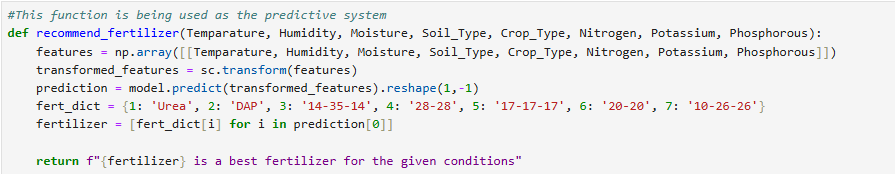 #This function is being used as the predictive system
def recommend_fertilizer(Temparature, Humidity, Moisture, Soil_Type, Crop_Type, Nitrogen, Potassium, Phosphorous):
    features = np.array([[Temparature, Humidity, Moisture, Soil_Type, Crop_Type, Nitrogen, Potassium, Phosphorous]])
    transformed_features = sc.transform(features)
    prediction = model.predict(transformed_features).reshape(1,-1)
    fert_dict = {1: 'Urea', 2: 'DAP', 3: '14-35-14', 4: '28-28', 5: '17-17-17', 6: '20-20', 7: '10-26-26'}
    fertilizer = [fert_dict[i] for i in prediction[0]]
    return f"{fertilizer} is a best fertilizer for the given conditions"